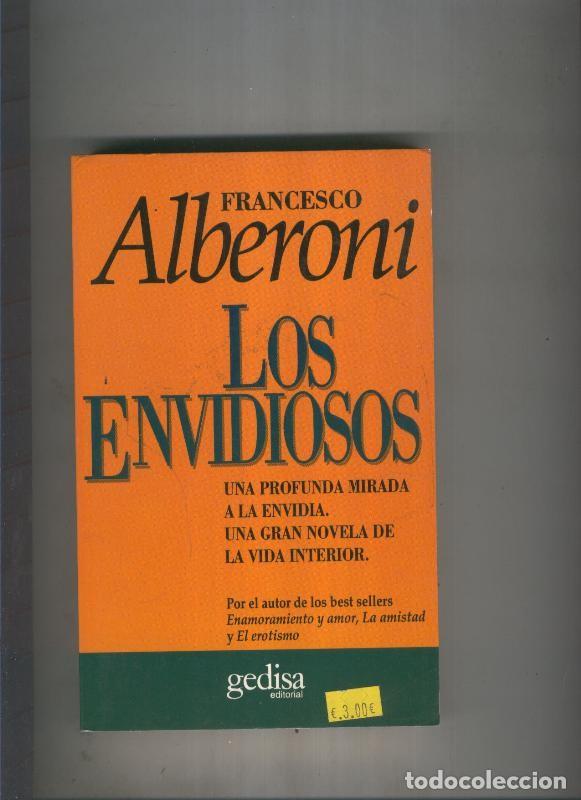 FRANCESCO
Alberoni
LOS
ENVIDIOSOS
UNA PROFUNDA MIRADA
A LA ENVIDIA.
UNA GRAN NOVELA DE
LA VIDA INTERIOR.
Por el autor de los best sellers
Enamoramiento y amor, La amistad
y El erotismo
gedisa
editorial
€.3.00€
todocoleccion